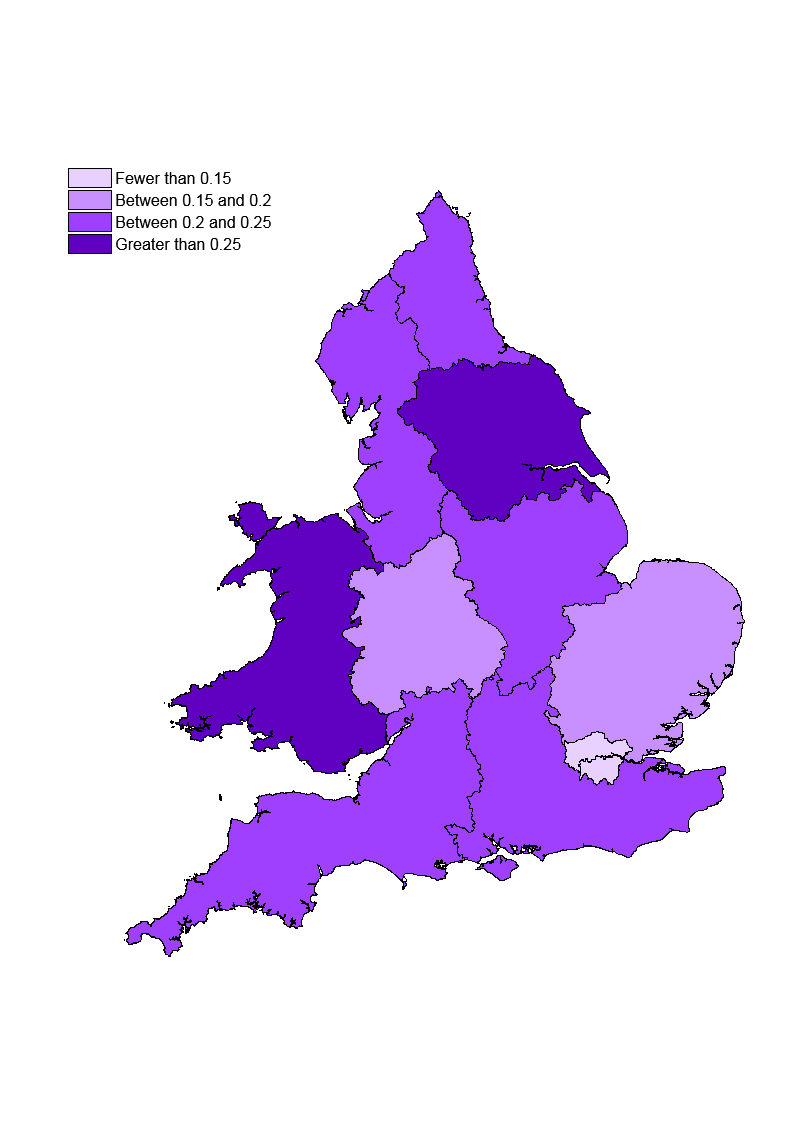 Fewer than 0.15
Between 0.15 and 0.2
Between 0.2 and 0.25
Greater than 0.25